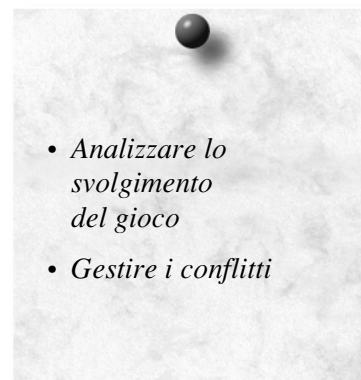 • Analizzare lo
svolgimento
del gioco
• Gestire i conflitti